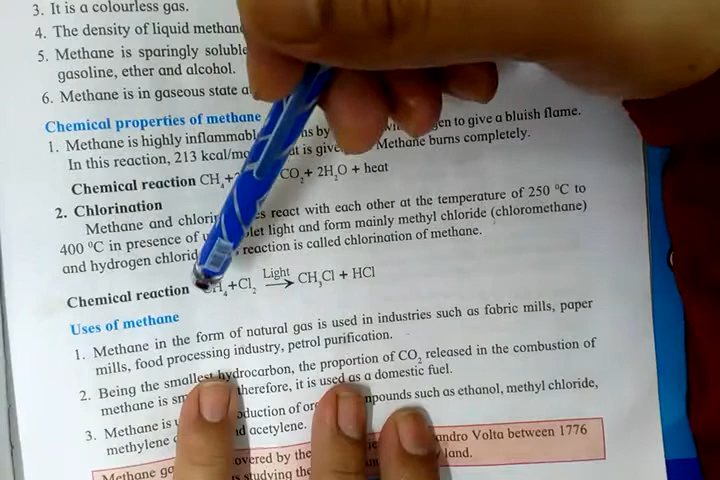 3. It is a colourless gas.
4. The density of liquid methan
5. Methane is sparingly soluble
gasoline, ether and alcohol.
6. Methane is in gaseous state a
Chemical properties of methane
1. Methane is highly inflammabl ns by gen to give a bluish flame.
In this reaction, 213 kcal/mo at is give Methane burns completely.
Chemical reaction CH₄+ CO₂+ 2H₂O + heat
2. Chlorination
Methane and chlorin es react with each other at the temperature of 250 ⁰C to
400 ⁰C in presence of u let light and form mainly methyl chloride (chloromethane)
and hydrogen chlorid reaction is called chlorination of methane.
Chemical reaction CH₄+Cl₂ Light → CH₃Cl + HCl
Uses of methane
1. Methane in the form of natural gas is used in industries such as fabric mills, paper
mills, food processing industry, petrol purification.
2. Being the smallest hydrocarbon, the proportion of CO₂ released in the combustion of
methane is sm therefore, it is used as a domestic fuel.
3. Methane is u oduction of or mpounds such as ethanol, methyl chloride,
methylene d acetylene.
Methane ga overed by the andro Volta between 1776
studying the land.